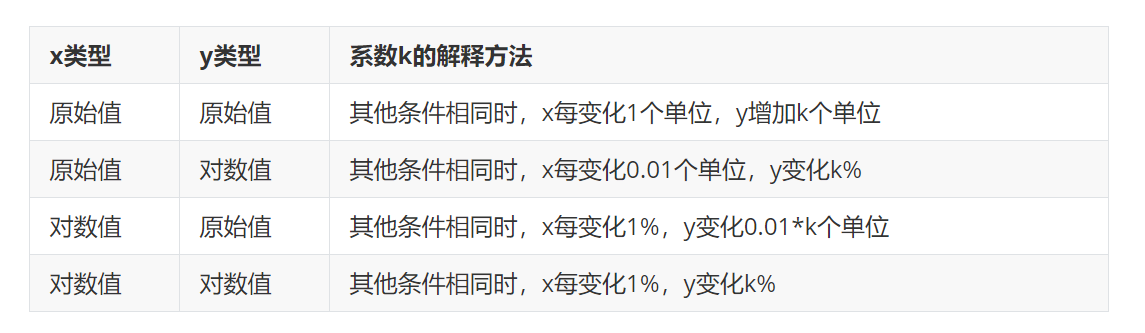 x类型 y类型 系数k的解释方法
原始值 原始值 其他条件相同时，x每变化1个单位，y增加k个单位
原始值 对数值 其他条件相同时，x每变化0.01个单位，y变化k%
对数值 原始值 其他条件相同时，x每变化1%，y变化0.01*k个单位
对数值 对数值 其他条件相同时，x每变化1%，y变化k%